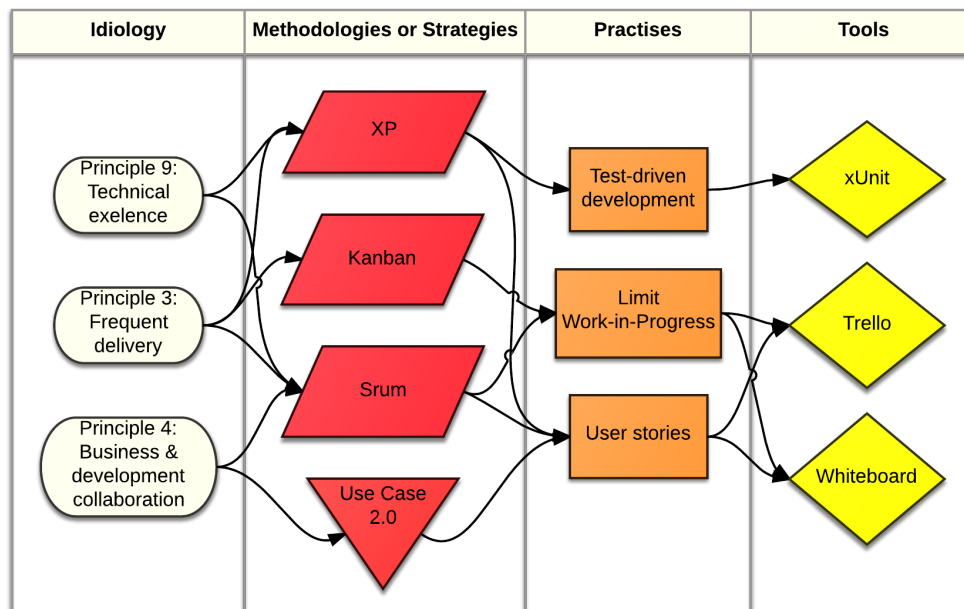 Idiology
Methodologies or Strategies
Practises
Tools
Principle 9:
Technical
exelence
Principle 3:
Frequent
delivery
Principle 4:
Business &
development
collaboration
XP
Kanban
Srum
Use Case
2.0
Test-driven
development
Limit
Work-in-Progress
User stories
xUnit
Trello
Whiteboard